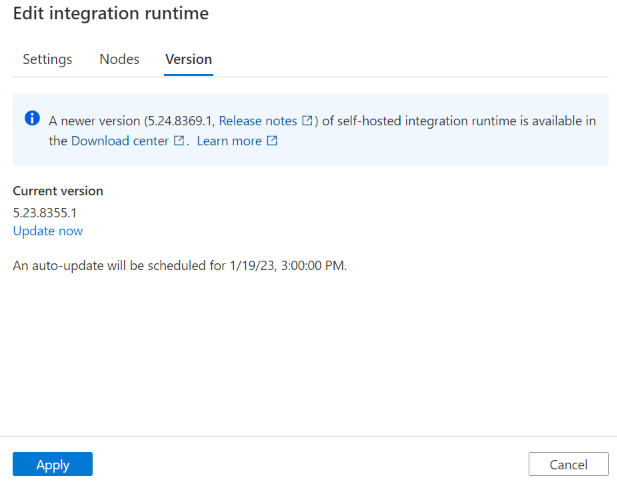 Edit integration runtime
Settings Nodes Version
A newer version (5.24.8369.1, Release notes ) of self-hosted integration runtime is available in
the Download center . Learn more
Current version
5.23.8355.1
Update now
An auto-update will be scheduled for 1/19/23, 3:00:00 PM.
Apply Cancel